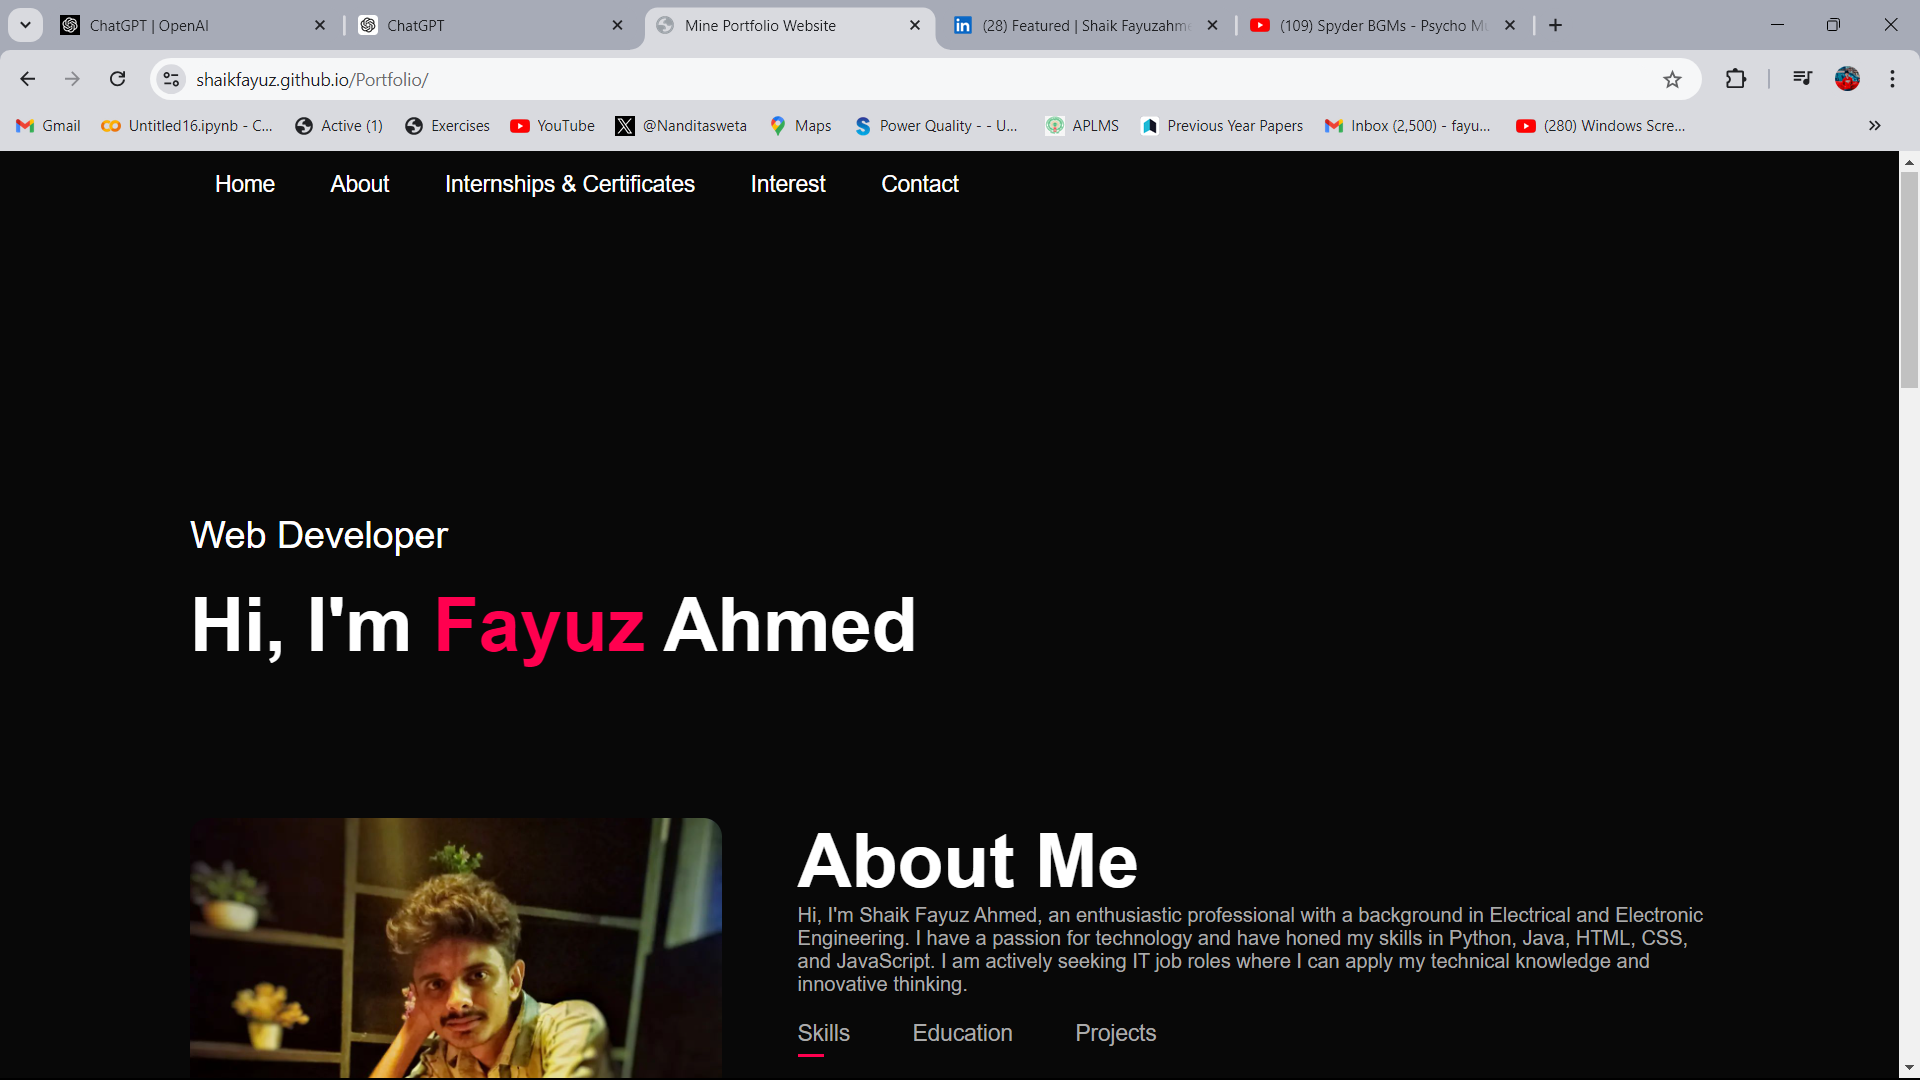 ChatGPT | OpenAI
ChatGPT
Mine Portfolio Website
(28) Featured | Shaik Fayuzahme
(109) Spyder BGMs - Psycho Mu
shaikfayuz.github.io/Portfolio/
Gmail
Untitled16.ipynb - C...
Active (1)
Exercises
YouTube
@Nanditasweta
Maps
Power Quality - - U...
APLMS
Previous Year Papers
Inbox (2,500) - fayu...
(280) Windows Scre...
Home
About
Internships & Certificates
Interest
Contact
Web Developer
Hi, I'm Fayuz Ahmed
About Me
Hi, I'm Shaik Fayuz Ahmed, an enthusiastic professional with a background in Electrical and Electronic
Engineering. I have a passion for technology and have honed my skills in Python, Java, HTML, CSS,
and JavaScript. I am actively seeking IT job roles where I can apply my technical knowledge and
innovative thinking.
Skills
Education
Projects